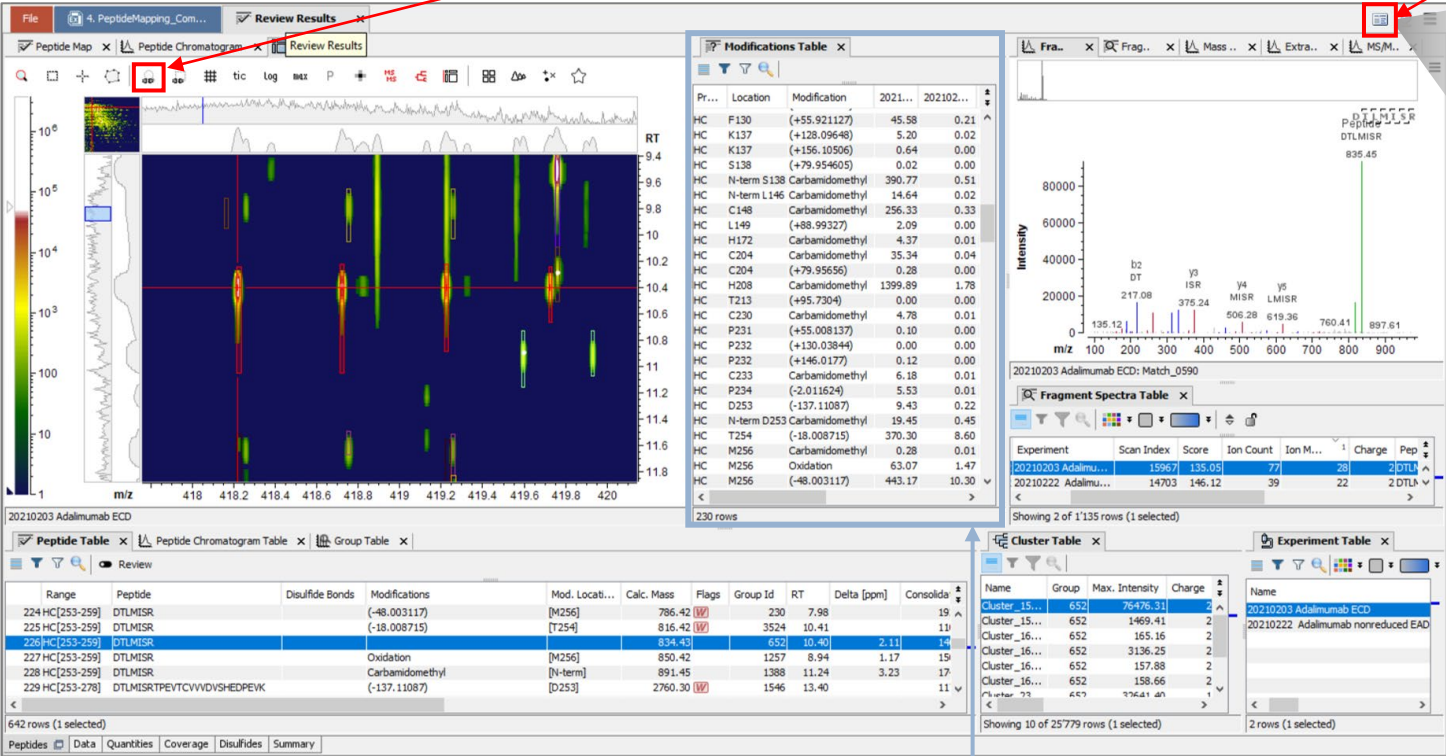 File 4. PeptideMapping_Com... Review Results x
Peptide Map x Peptide Chromatogram x Review Results
tic Log max P MS MS
RT
10⁶
10⁵
10⁴
10³
100
10
1
9.4
9.6
9.8
10
10.2
10.4
10.6
10.8
11
11.2
11.4
11.6
11.8
m/z 418 418.2 418.4 418.6 418.8 419 419.2 419.4 419.6 419.8 420
20210203 Adalimumab ECD
Modifications Table x
Pr... Location Modification 2021... 202102...
HC F130 (+55.921127) 45.58 0.21
HC K137 (+128.09648) 5.20 0.02
HC K137 (+156.10506) 0.64 0.00
HC S138 (+79.954605) 0.02 0.00
HC N-term S138 Carbamidomethyl 390.77 0.51
HC N-term L146 Carbamidomethyl 14.64 0.02
HC C148 Carbamidomethyl 256.33 0.33
HC L149 (+88.99327) 2.09 0.00
HC H172 Carbamidomethyl 4.37 0.01
HC C204 Carbamidomethyl 35.34 0.04
HC C204 (+79.95656) 0.28 0.00
HC H208 Carbamidomethyl 1399.89 1.78
HC T213 (+95.7304) 0.00 0.00
HC C230 Carbamidomethyl 4.78 0.01
HC P231 (+55.008137) 0.10 0.00
HC P232 (+130.03844) 0.00 0.00
HC P232 (+146.0177) 0.12 0.00
HC C233 Carbamidomethyl 6.18 0.01
HC P234 (-2.011624) 5.53 0.01
HC D253 (-137.11087) 9.43 0.22
HC N-term D253 Carbamidomethyl 19.45 0.45
HC T254 (-18.008715) 370.30 8.60
HC M256 Carbamidomethyl 0.28 0.01
HC M256 Oxidation 63.07 1.47
HC M256 (-48.003117) 443.17 10.30
230 rows
Fra.. x Frag.. x Mass .. x Extra.. x MS/M..
DTLMISR
Peptide
DTLMISR
835.45
Intensity
80000
60000
40000
20000
0
b2
DT
217.08
y3
ISR
375.24
y4
MISR
506.28
y5
LMISR
619.36
135.12
760.41
897.61
m/z 100 200 300 400 500 600 700 800 900
20210203 Adalimumab ECD: Match_0590
Fragment Spectra Table x
Experiment Scan Index Score Ion Count Ion M... 1 Charge Pep
20210203 Adalimu... 15967 135.05 77 28 2 DTLM
20210222 Adalimu... 14703 146.12 39 22 2 DTLM
Showing 2 of 1'135 rows (1 selected)
Peptide Table x Peptide Chromatogram Table x Group Table x
Review
Range Peptide Disulfide Bonds Modifications Mod. Locati... Calc. Mass Flags Group Id RT Delta [ppm] Consolida
224 HC[253-259] DTLMISR (-48.003117) [M256] 786.42 W 230 7.98 19
225 HC[253-259] DTLMISR (-18.008715) [T254] 816.42 W 3524 10.41 11
226 HC[253-259] DTLMISR 834.43 652 10.40 2.11 14
227 HC[253-259] DTLMISR Oxidation [M256] 850.42 1257 8.94 1.17 15
228 HC[253-259] DTLMISR Carbamidomethyl [N-term] 891.45 1388 11.24 3.23 17
229 HC[253-278] DTLMISRTPEVTCVVVDVSHEDPEVK (-137.11087) [D253] 2760.30 W 1546 13.40 11
642 rows (1 selected)
Peptides Data Quantities Coverage Disulfides Summary
Cluster Table x
Name Group Max. Intensity Charge
Cluster_15... 652 76476.31 2
Cluster_15... 652 1469.41 2
Cluster_16... 652 165.16 2
Cluster_16... 652 3136.25 2
Cluster_16... 652 157.88 2
Cluster_16... 652 158.66 2
Cluster_23... 652 32641.40 1
Showing 10 of 25'779 rows (1 selected)
Experiment Table x
Name
20210203 Adalimumab ECD
20210222 Adalimumab nonreduced EAD
2 rows (1 selected)